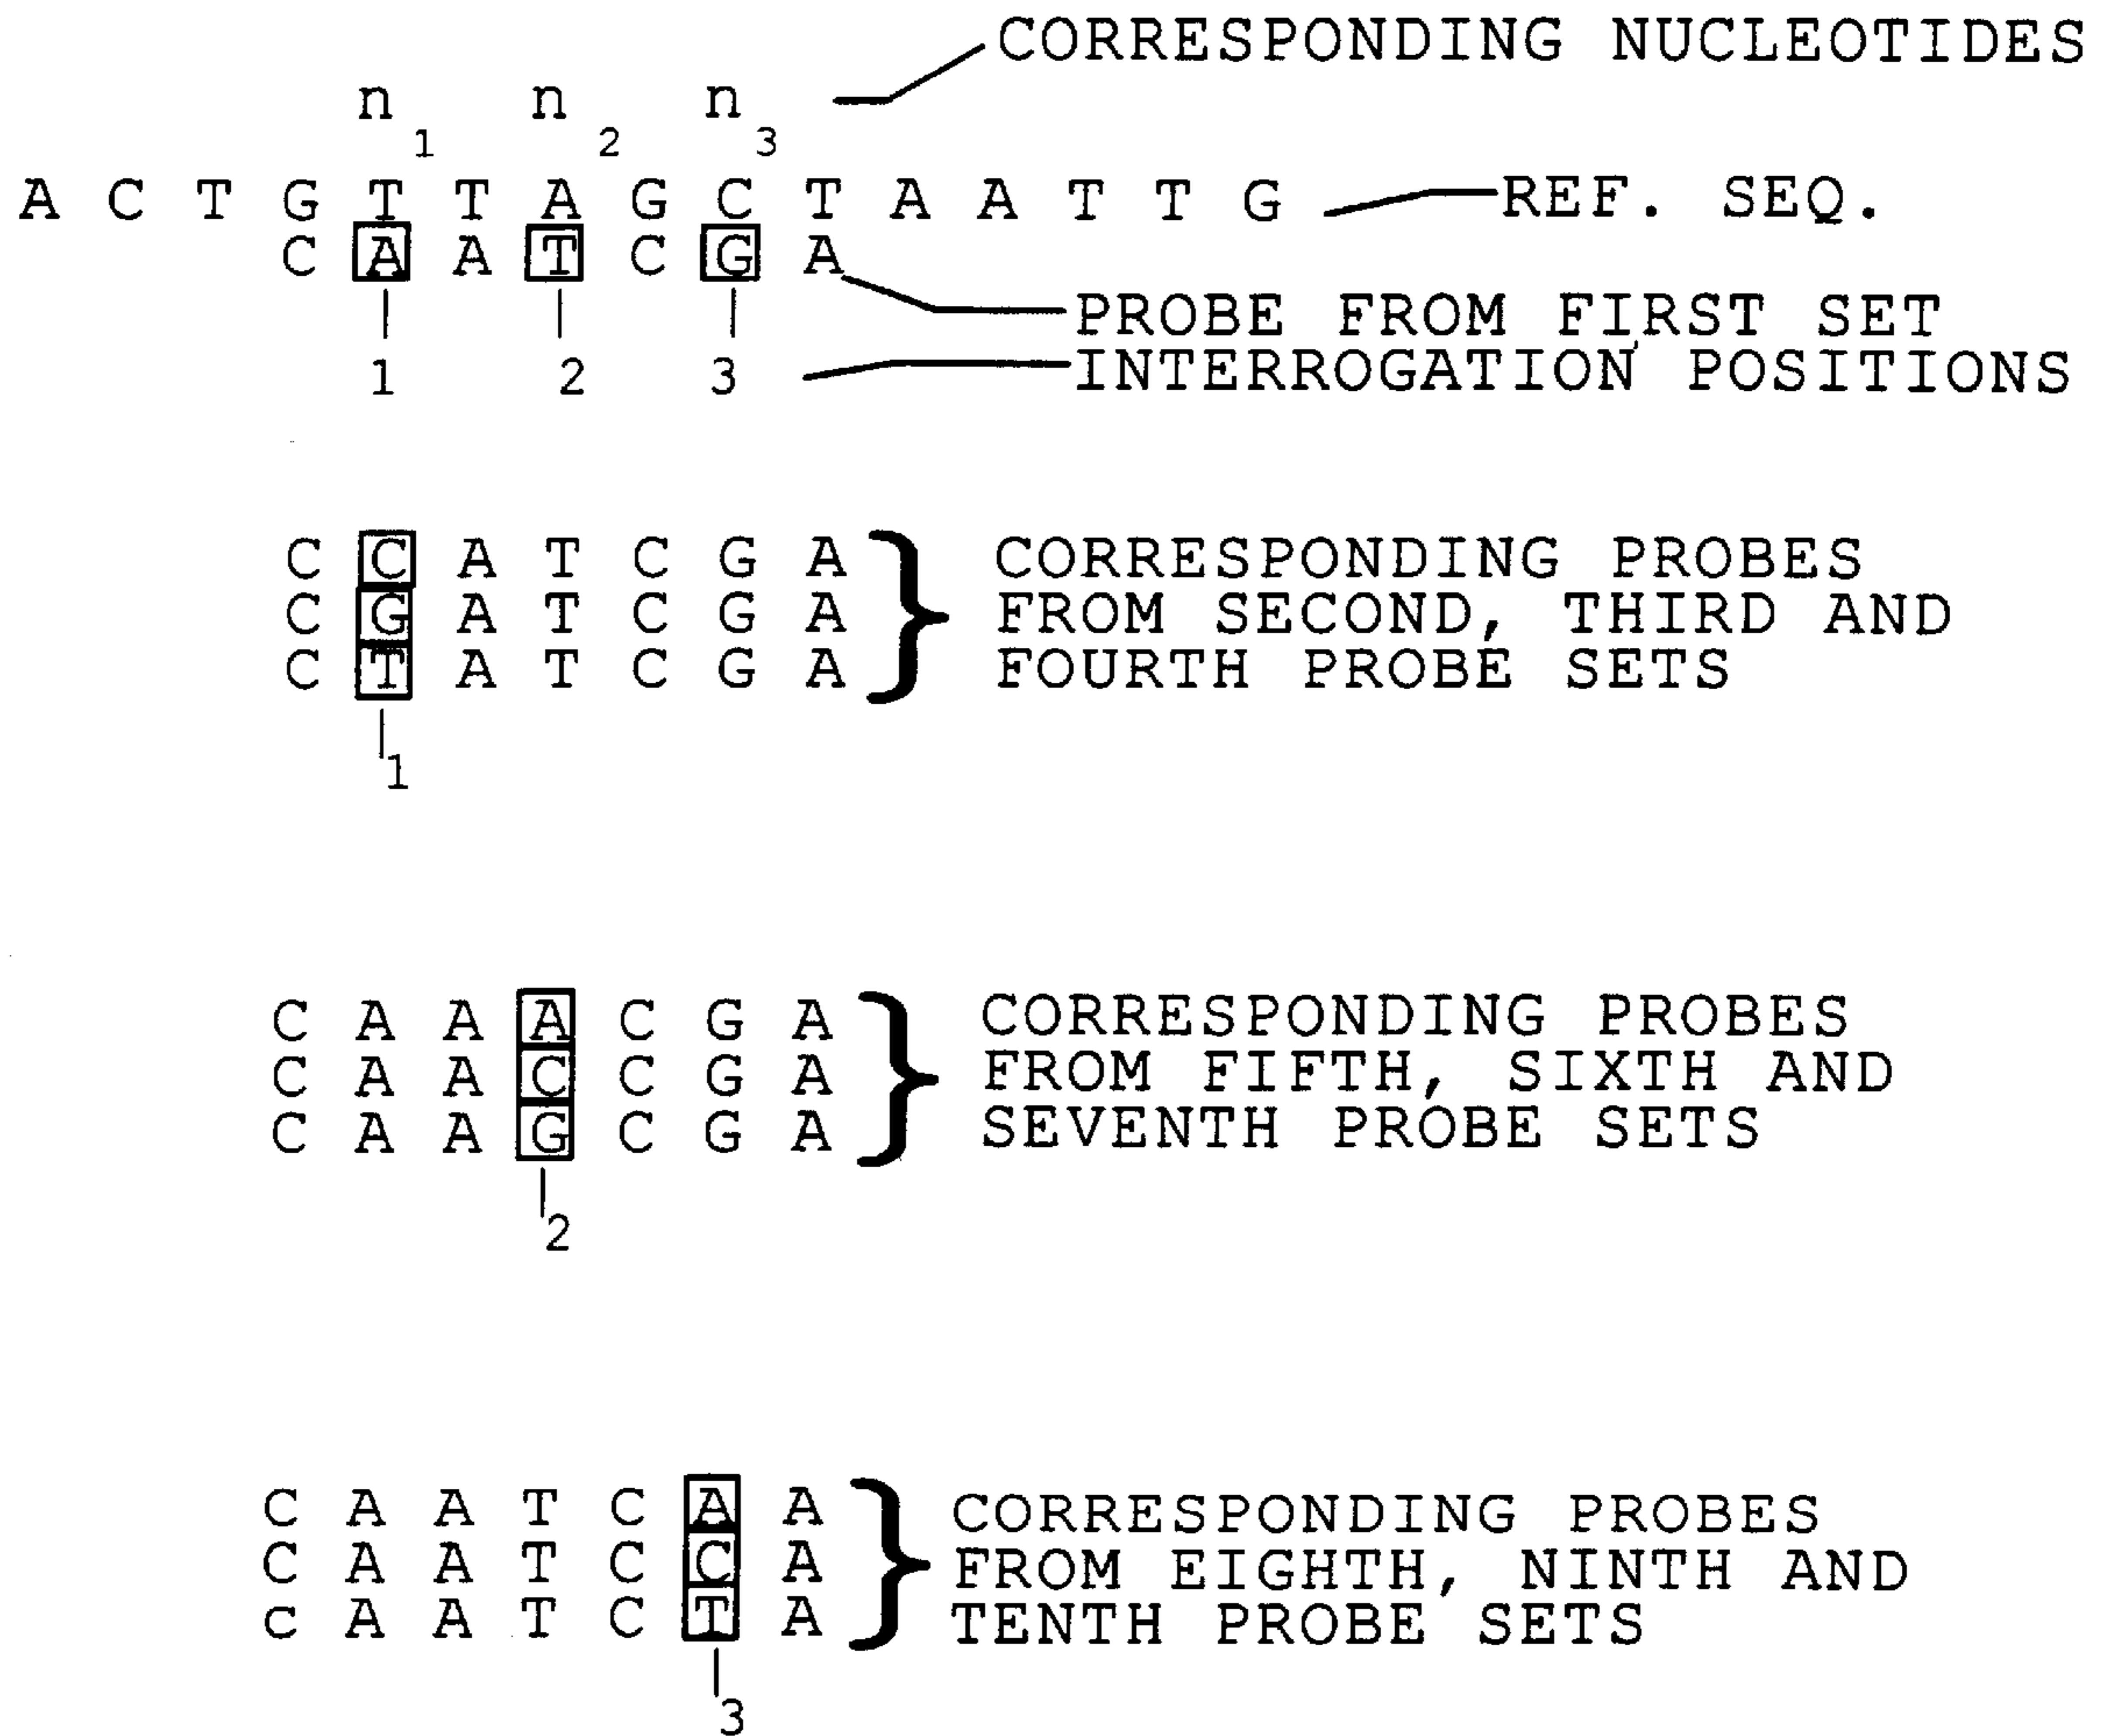 CORRESPONDING NUCLEOTIDES
n1 n2 n3
A C T G T T A G C T A A T T G REF. SEQ.
C A A T C G A
PROBE FROM FIRST SET
1 2 3 INTERROGATION POSITIONS
C C A T C G A CORRESPONDING PROBES
C G A T C G A FROM SECOND, THIRD AND
C T A T C G A FOURTH PROBE SETS
1
C A A A C G A CORRESPONDING PROBES
C A A C C G A FROM FIFTH, SIXTH AND
C A A G C G A SEVENTH PROBE SETS
2
C A A T C A A CORRESPONDING PROBES
C A A T C C A FROM EIGHTH, NINTH AND
c A A T C T A TENTH PROBE SETS
3